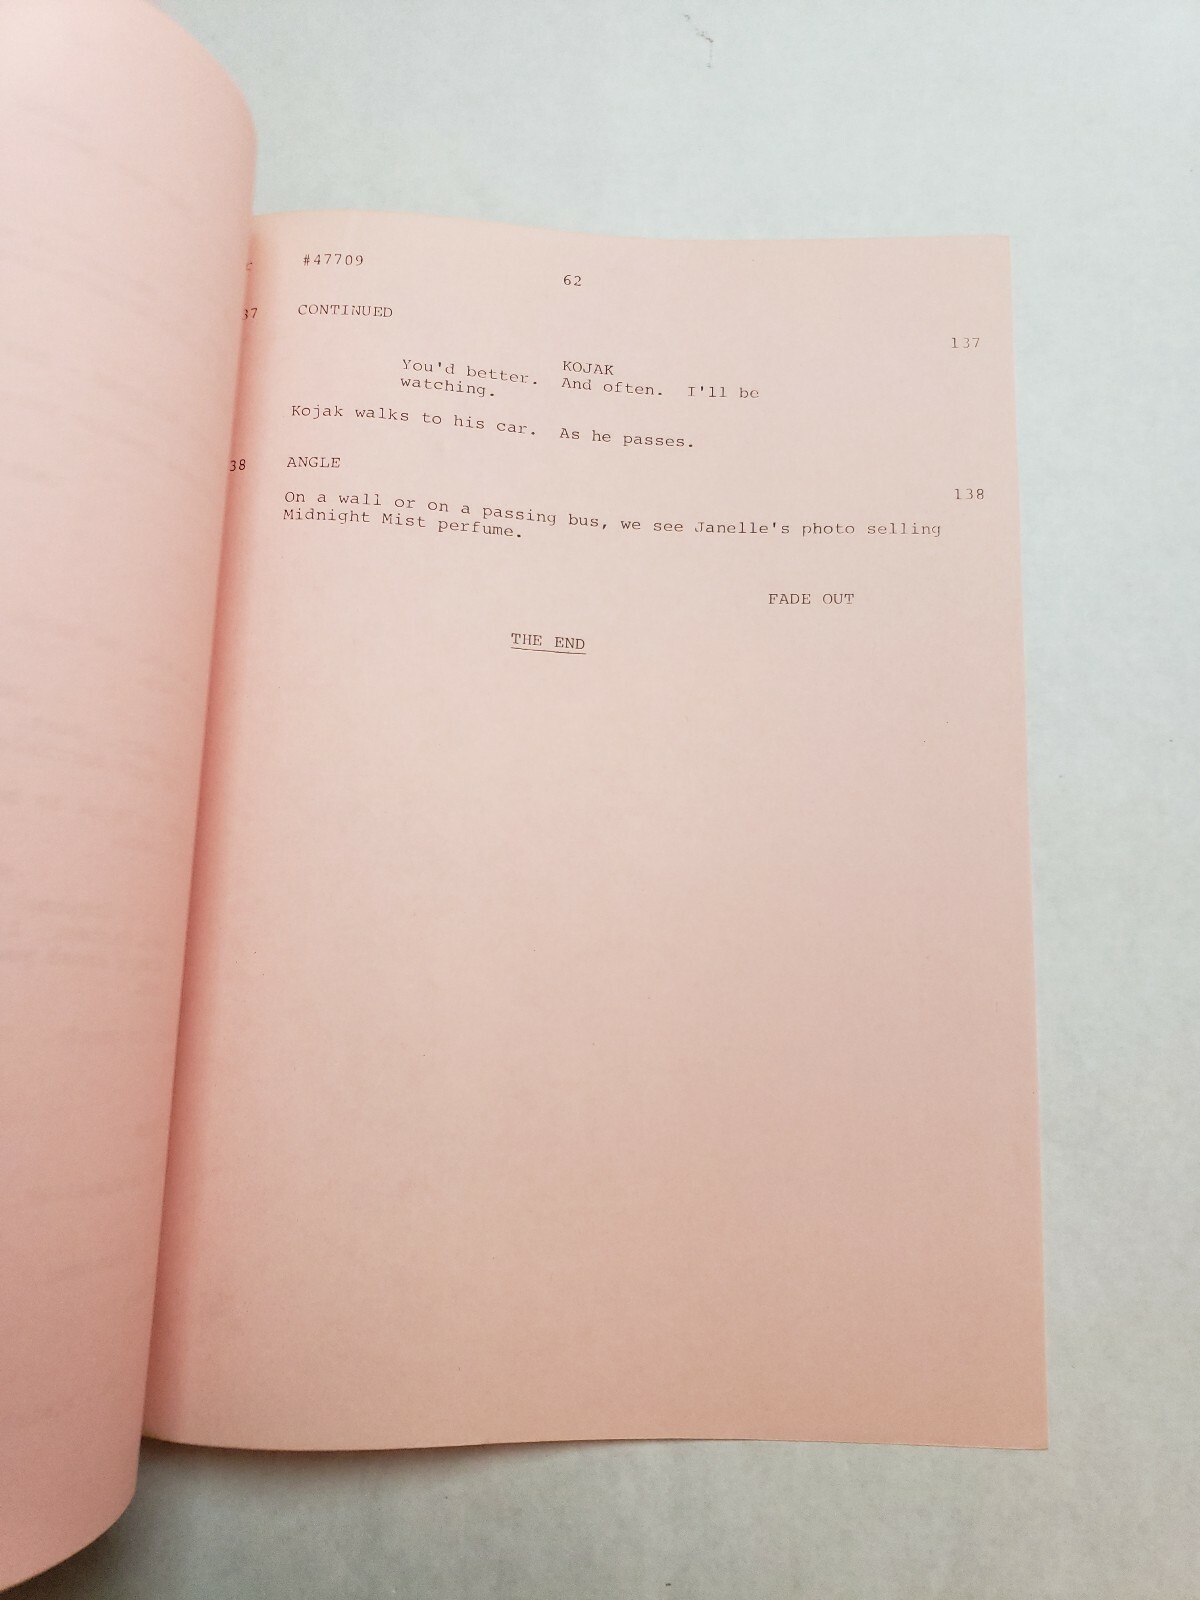 #47709
62
37 CONTINUED 137
KOJAK
You'd better. And often. I'll be
watching.
Kojak walks to his car. As he passes.
38 ANGLE 138
On a wall or on a passing bus, we see Janelle's photo selling
Midnight Mist perfume.
FADE OUT
THE END